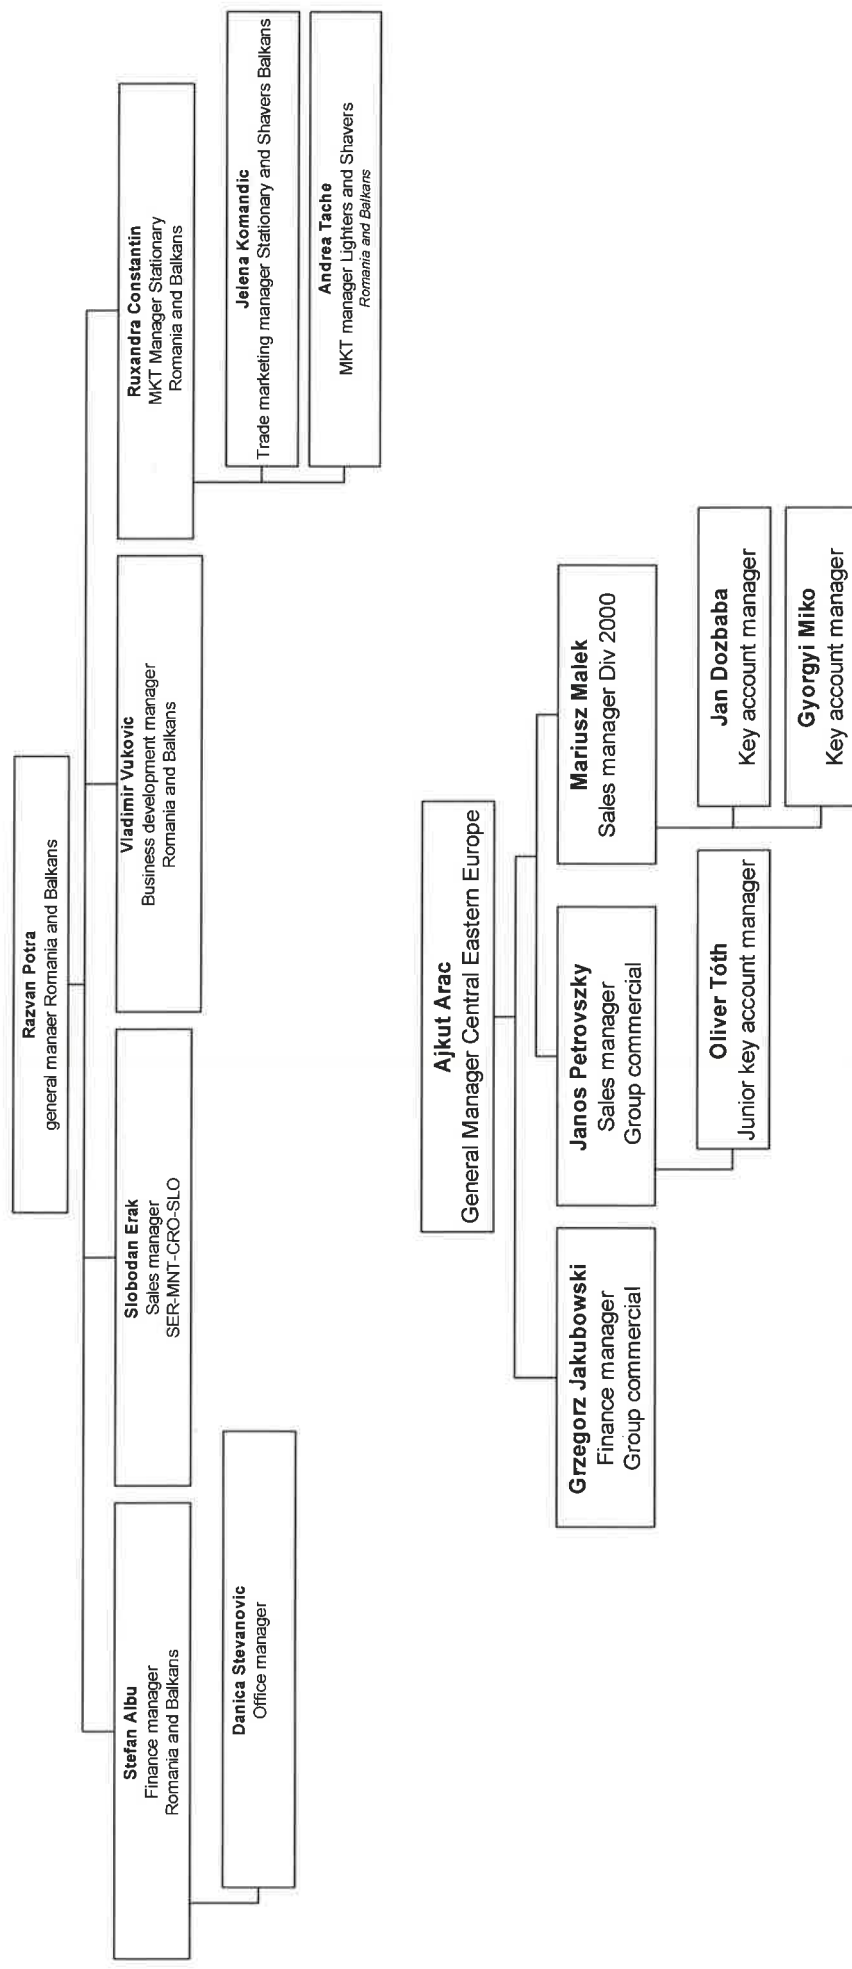 Razvan Potra
general manaer Romania and Balkans
Stefan Albu
Finance manager
Romania and Balkans
Slobodan Erak
Sales manager
SER-MNT-CRO-SLO
Vladimir Vukovic
Business development manager
Romania and Balkans
Ruxandra Constantin
MKT Manager Stationary
Romania and Balkans
Danica Stevanovic
Office manager
Jelena Komandic
Trade marketing manager Stationary and Shavers Balkans
Andrea Tache
MKT manager Lighters and Shavers
Romania and Balkans
Ajkut Arac
General Manager Central Eastern Europe
Grzegorz Jakubowski
Finance manager
Group commercial
Janos Petrovszky
Sales manager
Group commercial
Mariusz Malek
Sales manager Div 2000
Oliver Tóth
Junior key account manager
Jan Dozbaba
Key account manager
Gyorgyi Miko
Key account manager